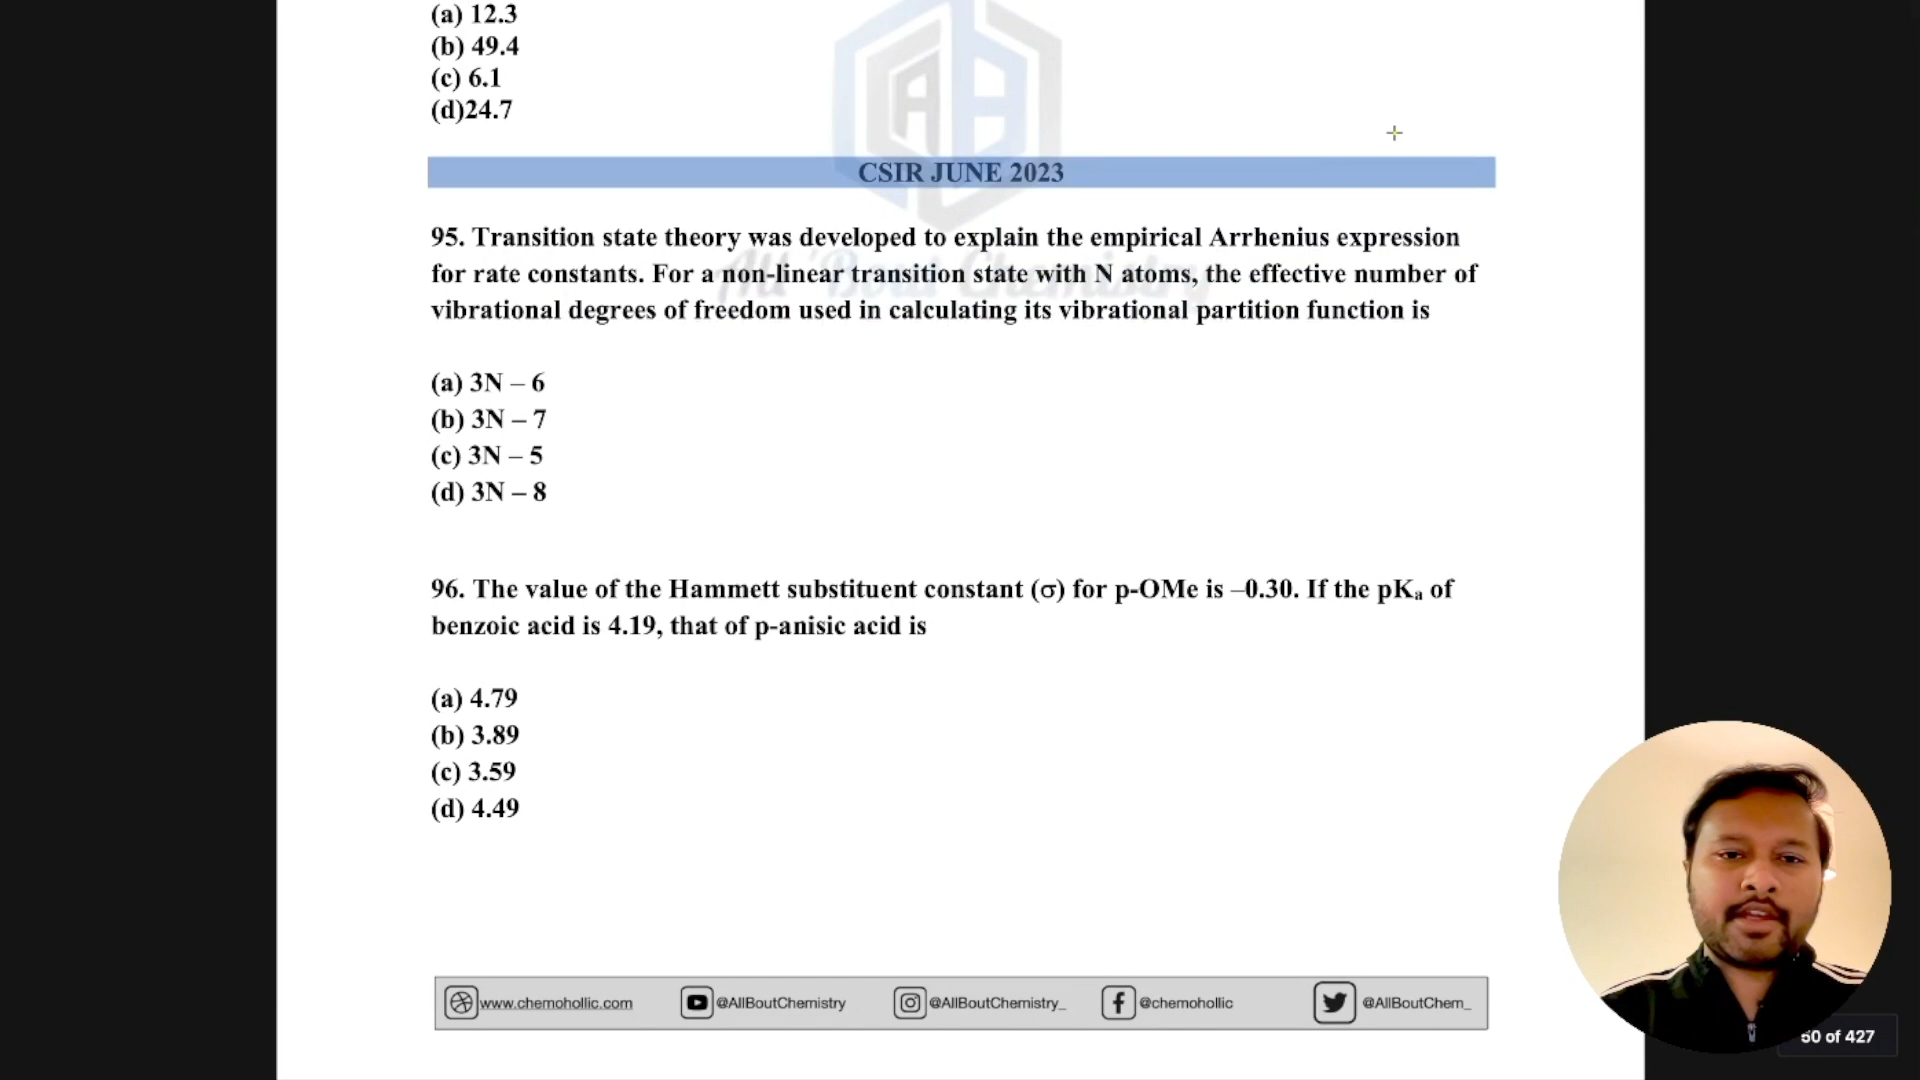 (a) 12.3
(b) 49.4
(c) 6.1
(d)24.7
CSIR JUNE 2023
95. Transition state theory was developed to explain the empirical Arrhenius expression
for rate constants. For a non-linear transition state with N atoms, the effective number of
vibrational degrees of freedom used in calculating its vibrational partition function is
All 'Bout Chemistry
(a) 3N – 6
(b) 3N – 7
(c) 3N – 5
(d) 3N – 8
96. The value of the Hammett substituent constant (σ) for p-OMe is –0.30. If the pKₐ of
benzoic acid is 4.19, that of p-anisic acid is
(a) 4.79
(b) 3.89
(c) 3.59
(d) 4.49
www.chemohollic.com @AllBoutChemistry @AllBoutChemistry_ @chemohollic @AllBoutChem_
50 of 427